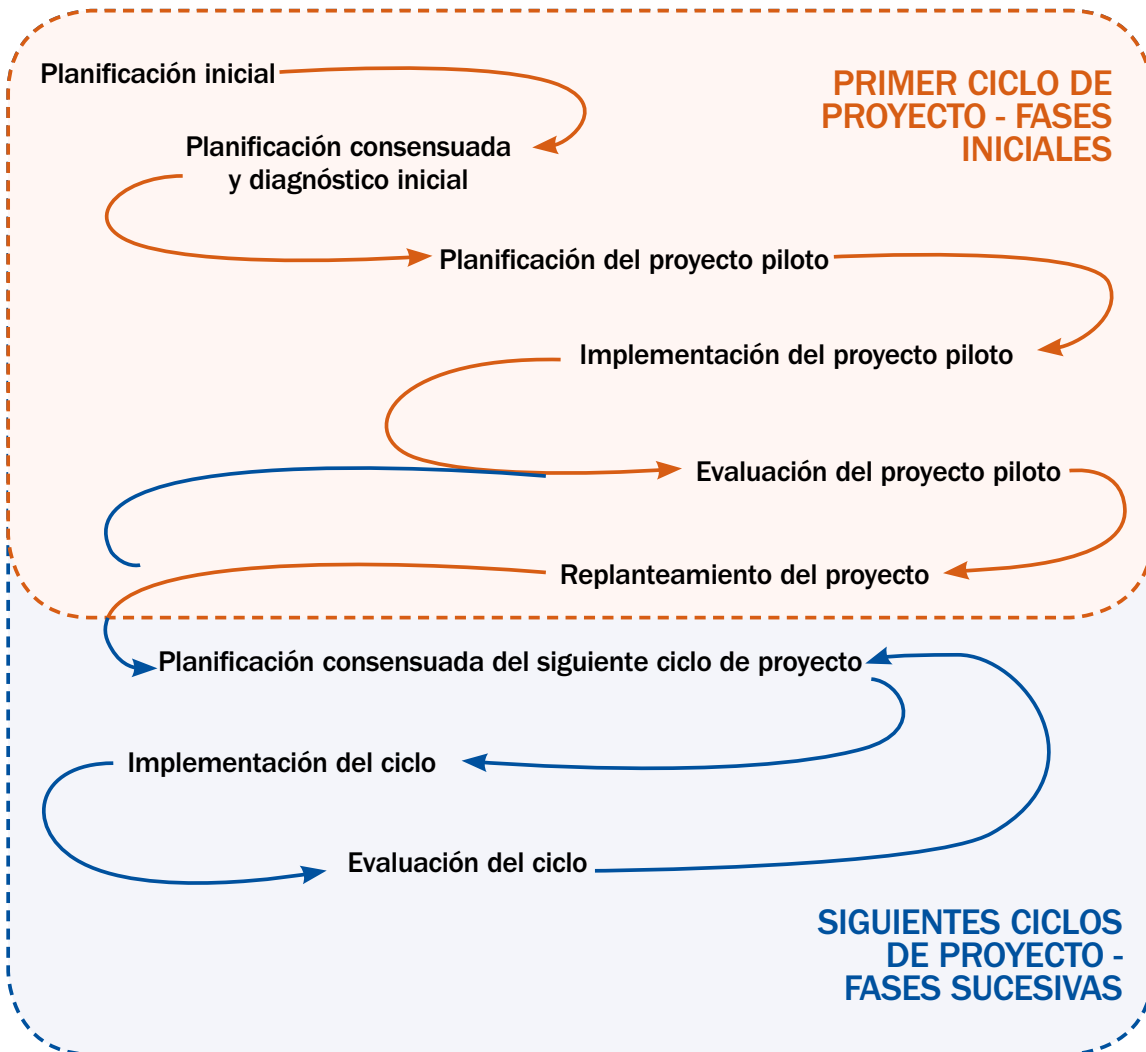 Planificación inicial
PRIMER CICLO DE
PROYECTO - FASES
INICIALES
Planificación consensuada
y diagnóstico inicial
Planificación del proyecto piloto
Implementación del proyecto piloto
Evaluación del proyecto piloto
Replanteamiento del proyecto
Planificación consensuada del siguiente ciclo de proyecto
Implementación del ciclo
Evaluación del ciclo
SIGUIENTES CICLOS
DE PROYECTO -
FASES SUCESIVAS